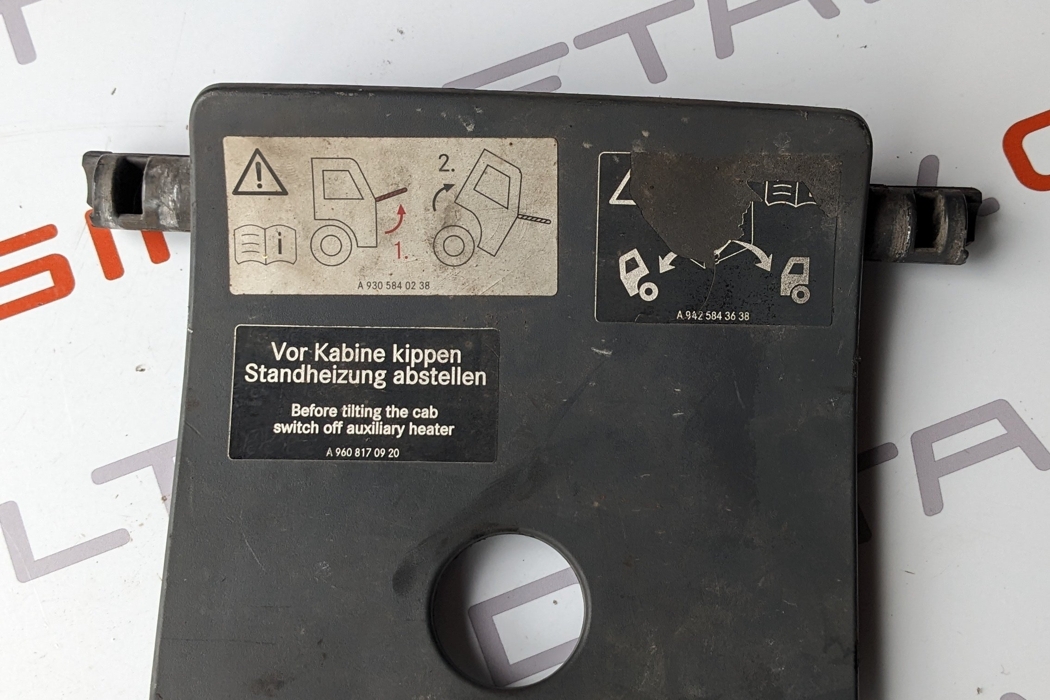 2.
i
1.
A 930 584 02 38
A 942 584 36 38
Vor Kabine kippen
Standheizung abstellen
Before tilting the cab
switch off auxiliary heater
A 960 817 09 20